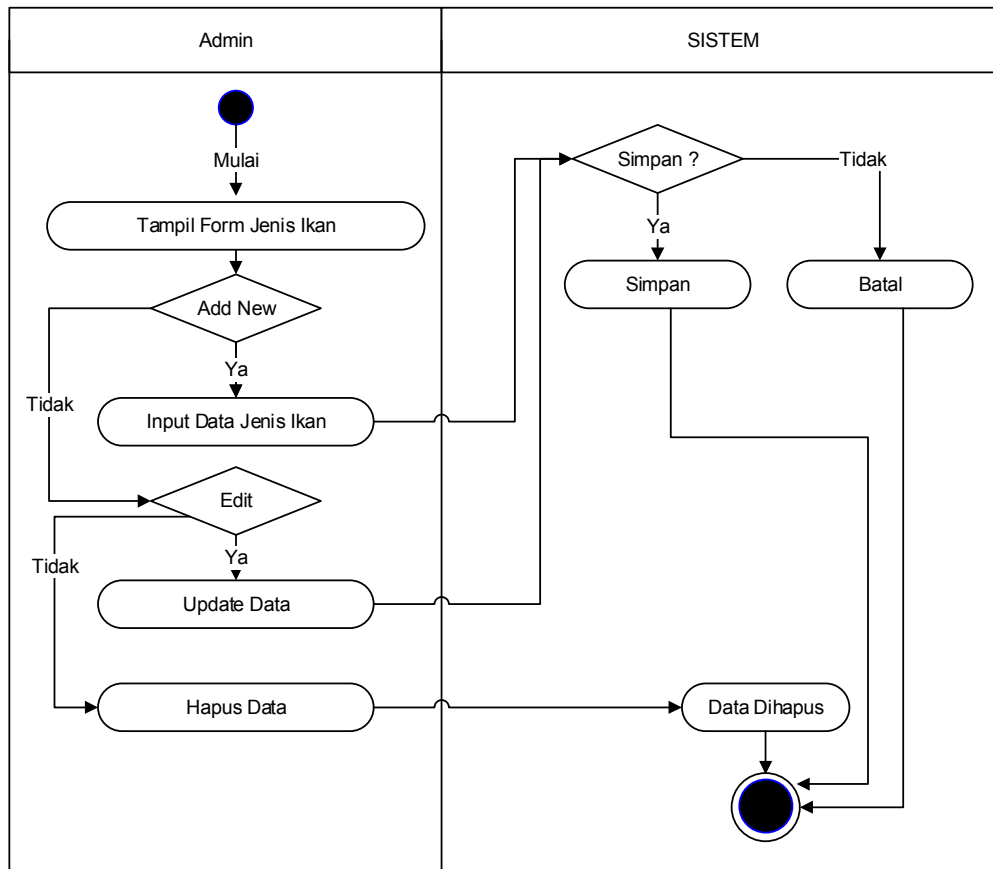 Admin
SISTEM
Mulai
Tampil Form Jenis Ikan
Add New
Ya
Tidak
Input Data Jenis Ikan
Edit
Ya
Tidak
Update Data
Hapus Data
Simpan ?
Tidak
Ya
Simpan
Batal
Data Dihapus